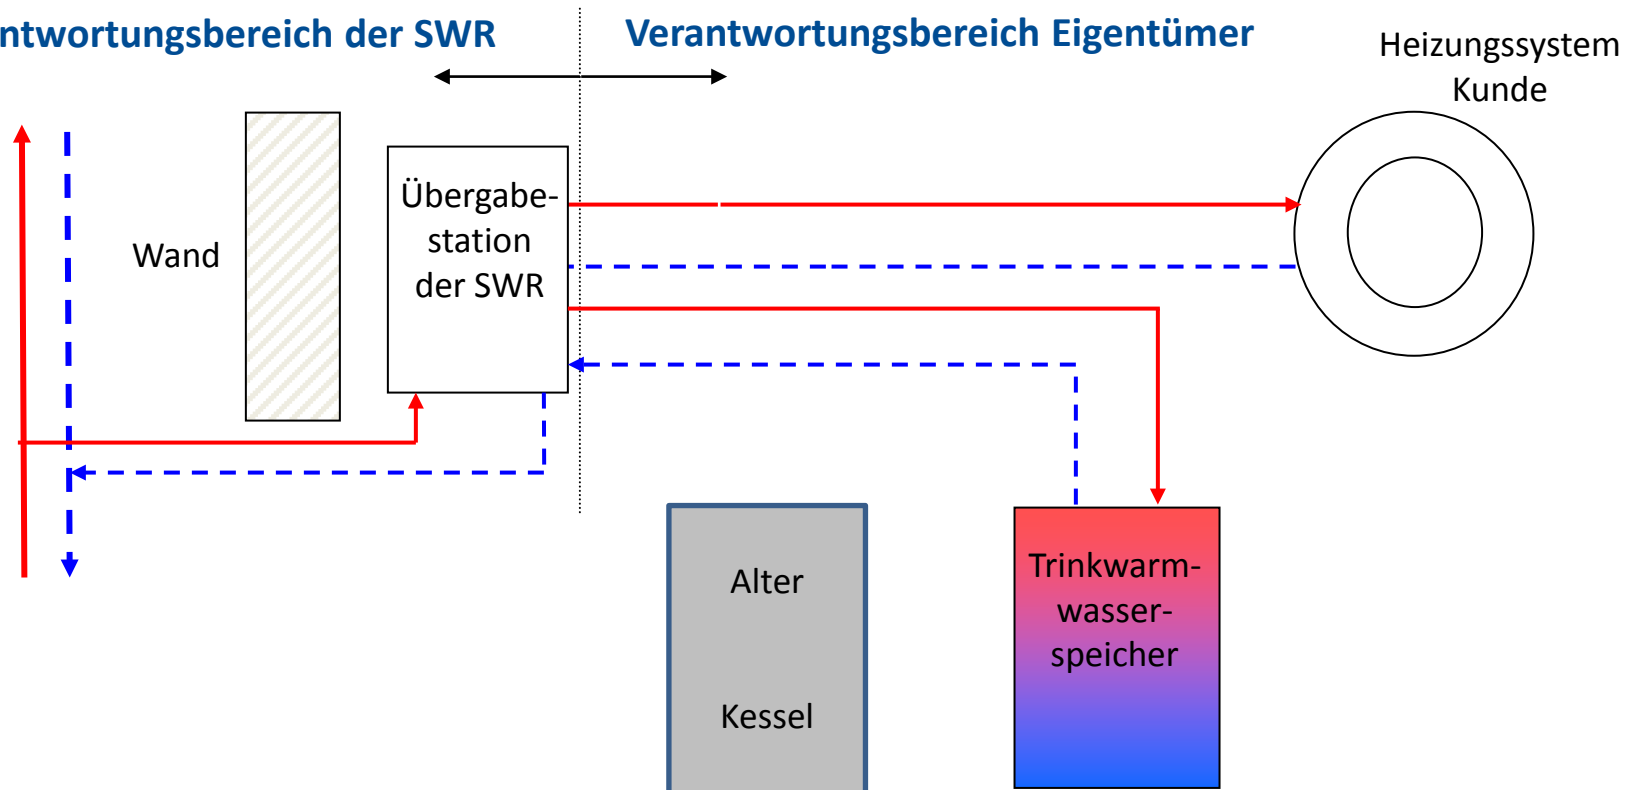 ntwortungsbereich der SWR
Verantwortungsbereich Eigentümer
Heizungssystem
Kunde
Wand
Übergabe-
station
der SWR
Alter
Kessel
Trinkwarm-
wasser-
speicher